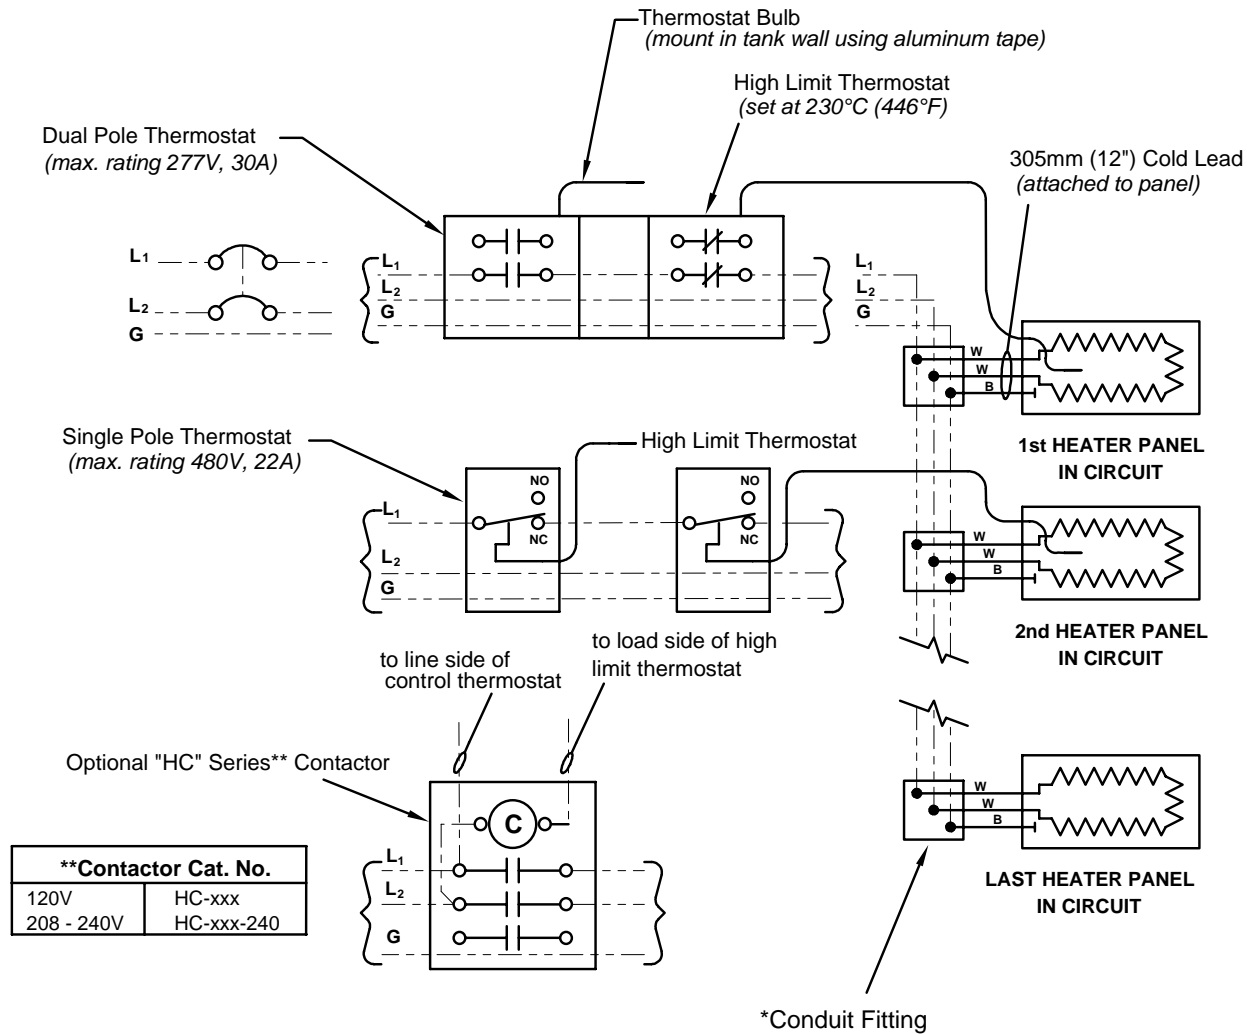 Thermostat Bulb
(mount in tank wall using aluminum tape)
High Limit Thermostat
(set at 230°C (446°F)
Dual Pole Thermostat
(max. rating 277V, 30A)
305mm (12") Cold Lead
(attached to panel)
L1
L2
G
L1
L2
G
L1
L2
G
W
W
B
1st HEATER PANEL
IN CIRCUIT
Single Pole Thermostat
(max. rating 480V, 22A)
High Limit Thermostat
NO
NC
NO
NC
L1
L2
G
W
W
B
2nd HEATER PANEL
IN CIRCUIT
to line side of
control thermostat
to load side of high
limit thermostat
Optional "HC" Series** Contactor
C
L1
L2
G
W
W
B
LAST HEATER PANEL
IN CIRCUIT
**Contactor Cat. No.
120V HC-xxx
208 - 240V HC-xxx-240
*Conduit Fitting